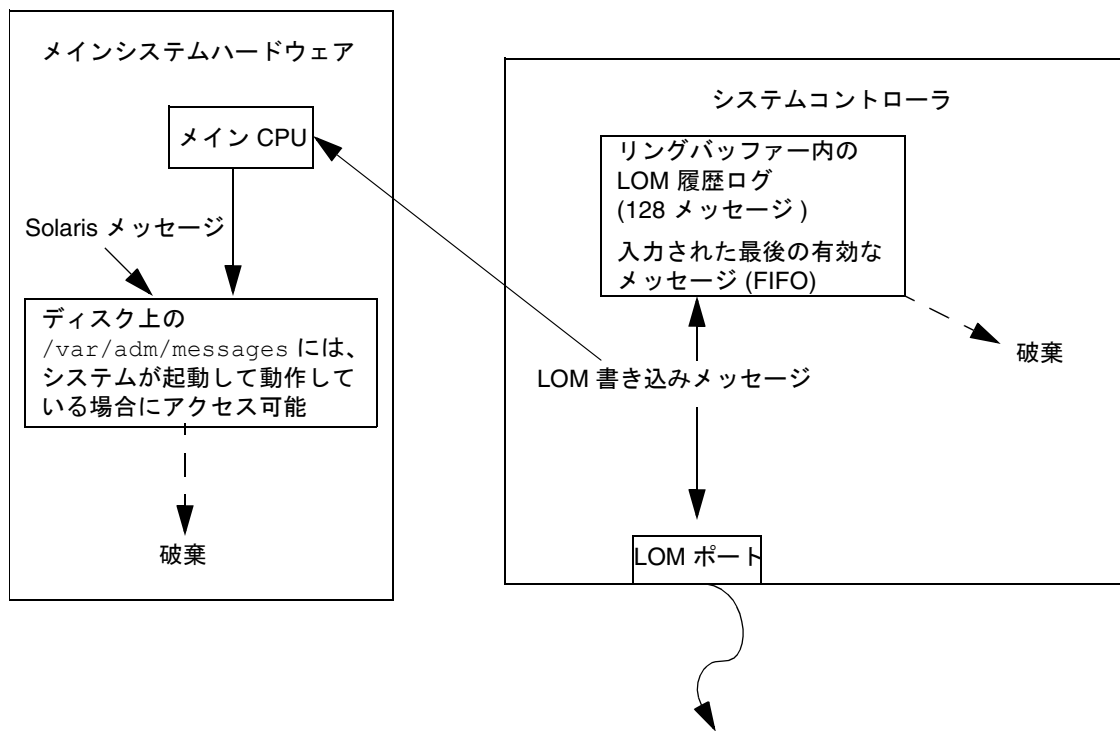 メインシステムハードウェア
メイン CPU
Solaris メッセージ
ディスク上の
/var/adm/messages には、
システムが起動して動作して
いる場合にアクセス可能
破棄
システムコントローラ
リングバッファー内の
LOM 履歴ログ
(128 メッセージ )
入力された最後の有効な
メッセージ (FIFO)
破棄
LOM 書き込みメッセージ
LOM ポート